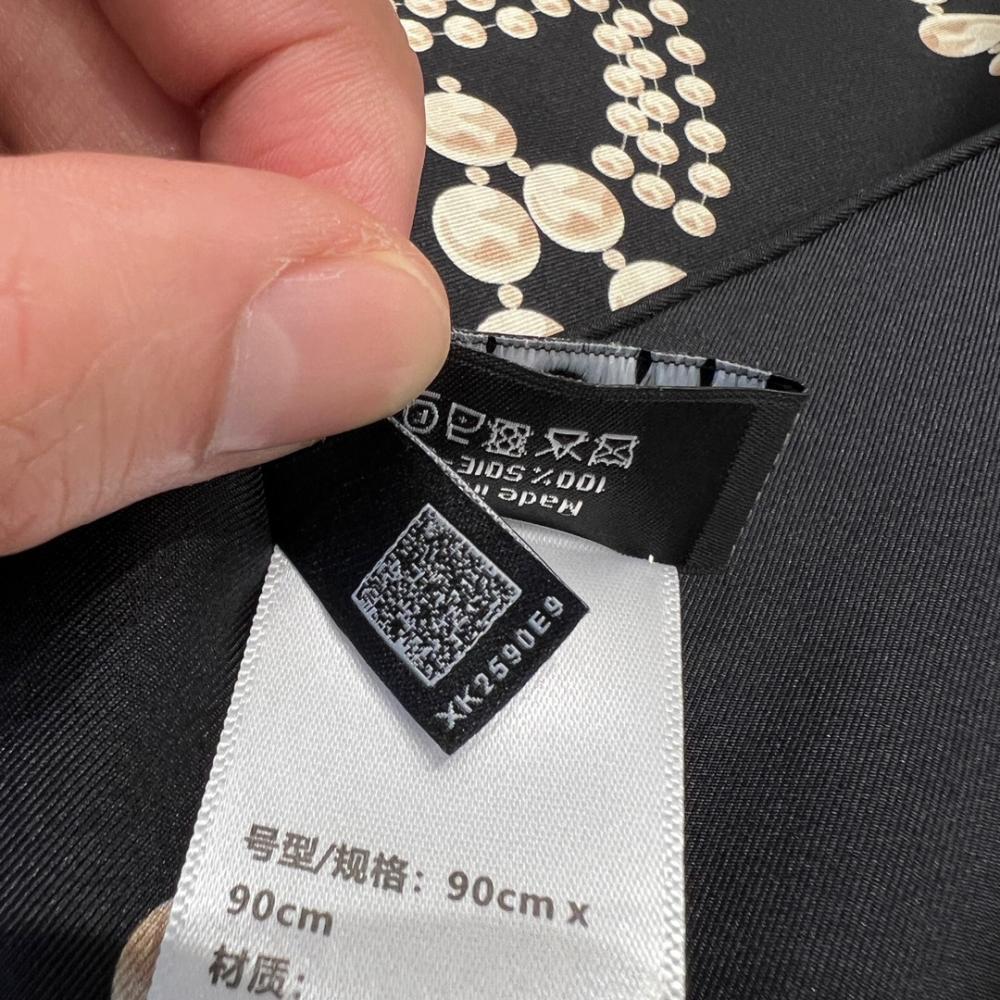 100% SOIE
Made in
XK2590E9
号型/规格：90cm x
90cm
材质：